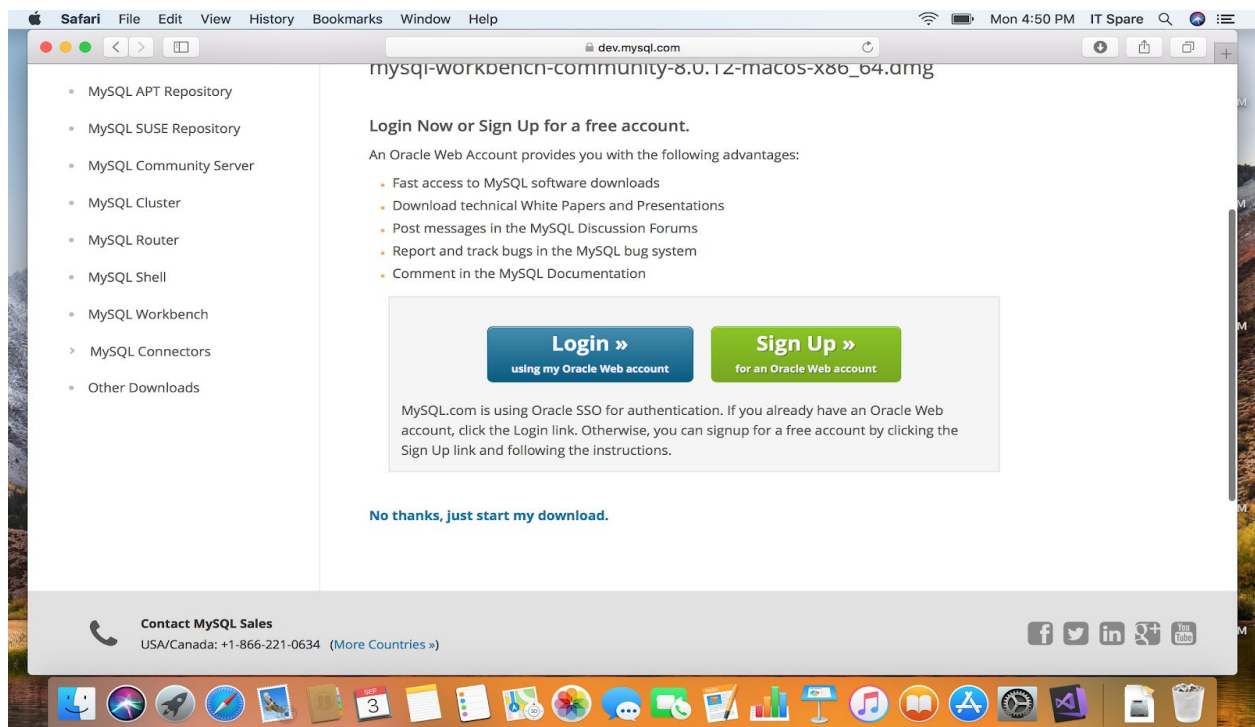 Safari File Edit View History Bookmarks Window Help Mon 4:50 PM IT Spare
dev.mysql.com
mysql-workbench-community-8.0.12-macos-x86_64.dmg
MySQL APT Repository
MySQL SUSE Repository
MySQL Community Server
MySQL Cluster
MySQL Router
MySQL Shell
MySQL Workbench
MySQL Connectors
Other Downloads
Login Now or Sign Up for a free account.
An Oracle Web Account provides you with the following advantages:
Fast access to MySQL software downloads
Download technical White Papers and Presentations
Post messages in the MySQL Discussion Forums
Report and track bugs in the MySQL bug system
Comment in the MySQL Documentation
Login »
using my Oracle Web account
Sign Up »
for an Oracle Web account
MySQL.com is using Oracle SSO for authentication. If you already have an Oracle Web
account, click the Login link. Otherwise, you can signup for a free account by clicking the
Sign Up link and following the instructions.
No thanks, just start my download.
Contact MySQL Sales
USA/Canada: +1-866-221-0634 (More Countries »)
You
Tube
SEP
3